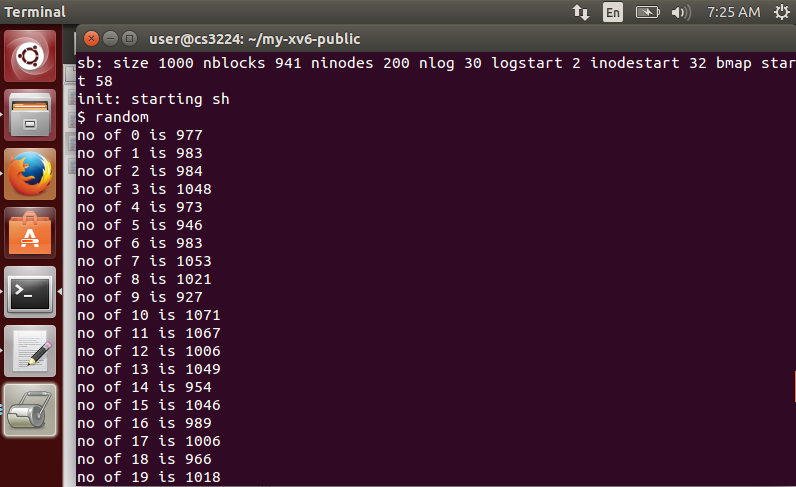 Terminal
En
7:25 AM
user@cs3224: ~/my-xv6-public
sb: size 1000 nblocks 941 ninodes 200 nlog 30 logstart 2 inodestart 32 bmap star
t 58
init: starting sh
$ random
no of 0 is 977
no of 1 is 983
no of 2 is 984
no of 3 is 1048
no of 4 is 973
no of 5 is 946
no of 6 is 983
no of 7 is 1053
no of 8 is 1021
no of 9 is 927
no of 10 is 1071
no of 11 is 1067
no of 12 is 1006
no of 13 is 1049
no of 14 is 954
no of 15 is 1046
no of 16 is 989
no of 17 is 1006
no of 18 is 966
no of 19 is 1018